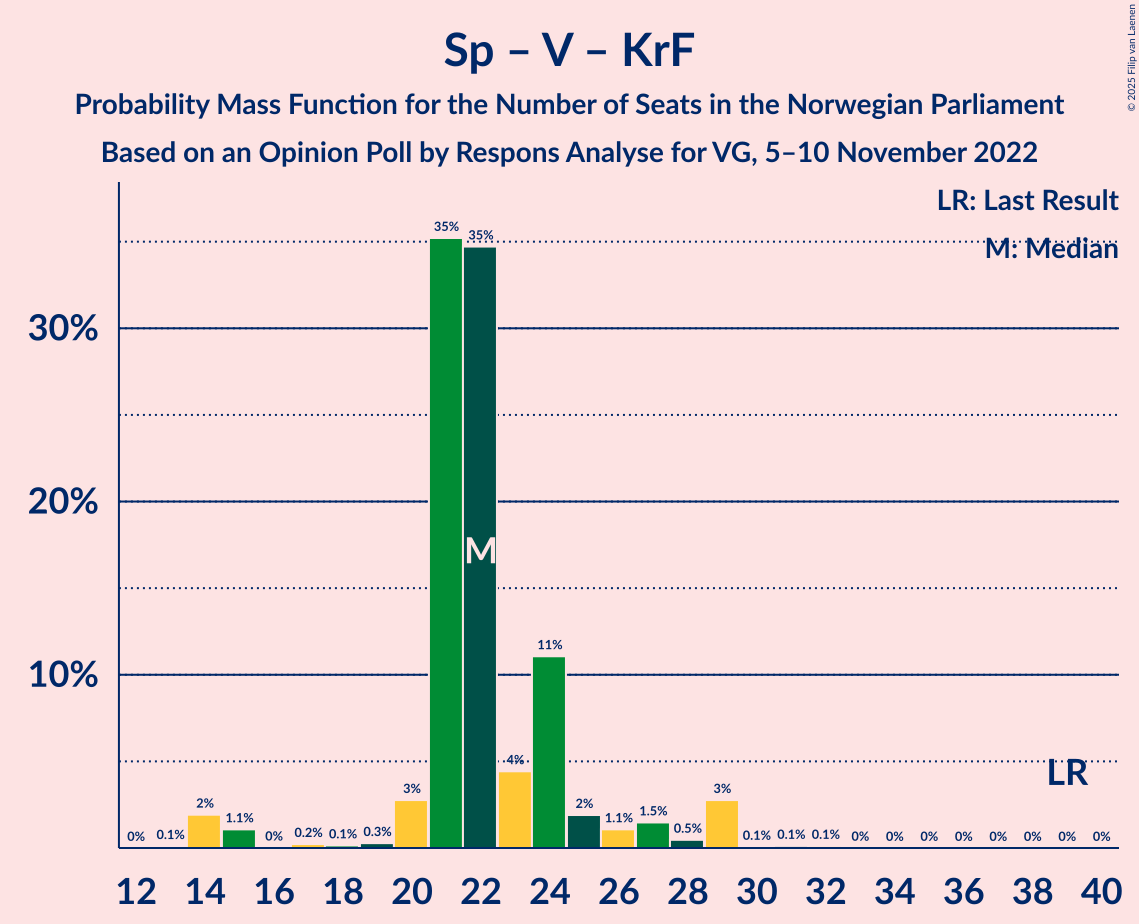 Sp – V – KrF
Probability Mass Function for the Number of Seats in the Norwegian Parliament
Based on an Opinion Poll by Respons Analyse for VG, 5–10 November 2022
© 2025 Filip van Laenen
LR: Last Result
M: Median
30%
20%
10%
0% 0.1% 2% 1.1% 0% 0.2% 0.1% 0.3% 3% 35% 35% 4% 11% 2% 1.1% 1.5% 0.5% 3% 0.1% 0.1% 0.1% 0% 0% 0% 0% 0% 0% 0% 0%
M
LR
12 14 16 18 20 22 24 26 28 30 32 34 36 38 40